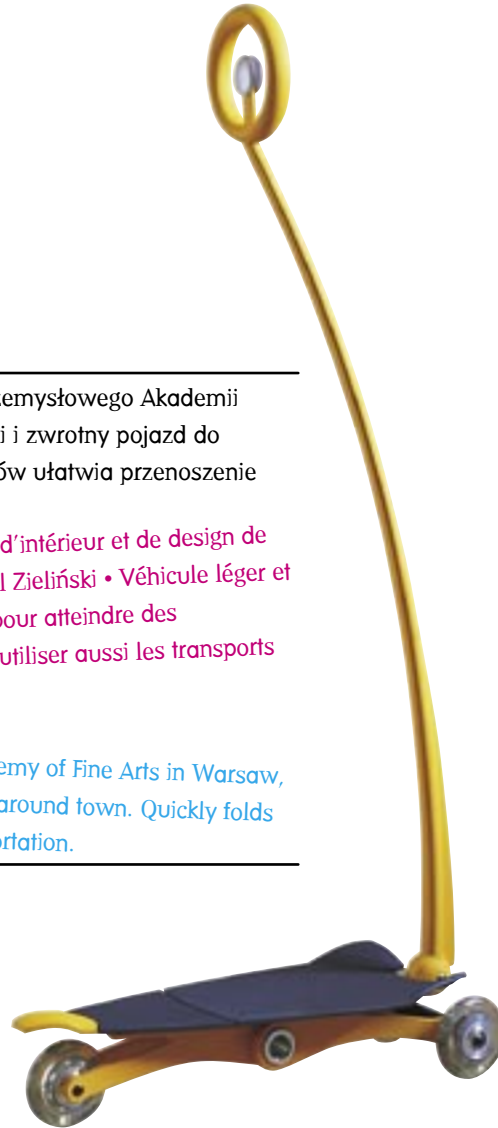 zemysłowego Akademii
i i zwrotny pojazd do
ów ułatwia przenoszenie
d'intérieur et de design de
l Zieliński • Véhicule léger et
pour atteindre des
utiliser aussi les transports
emy of Fine Arts in Warsaw,
around town. Quickly folds
ortation.